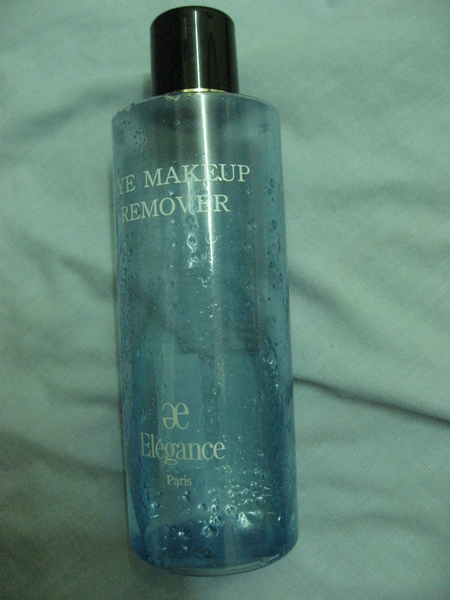 EYE MAKEUP
REMOVER
æ
Elégance
Paris